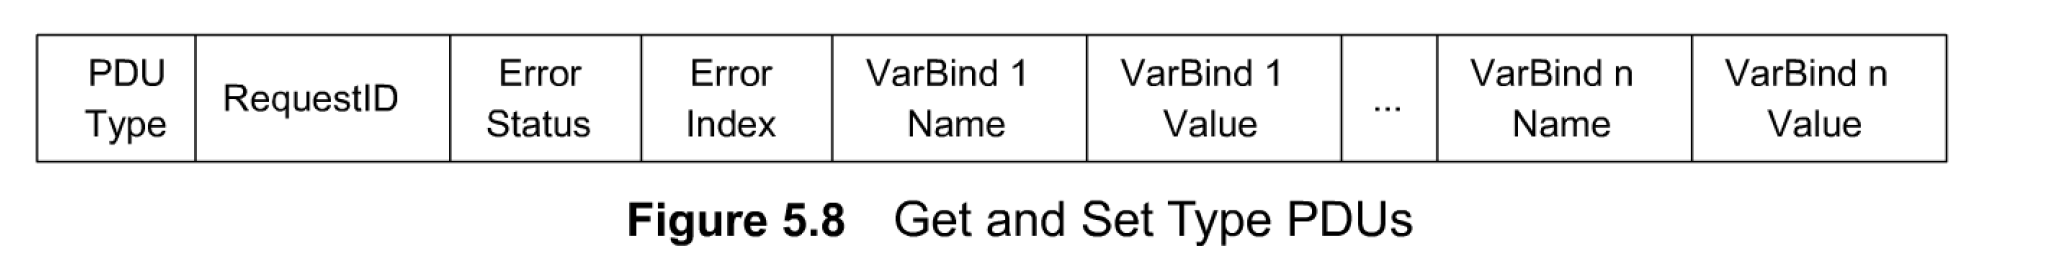 PDU
Type
RequestID
Error
Status
Error
Index
VarBind 1
Name
VarBind 1
Value
...
VarBind n
Name
VarBind n
Value
Figure 5.8 Get and Set Type PDUs